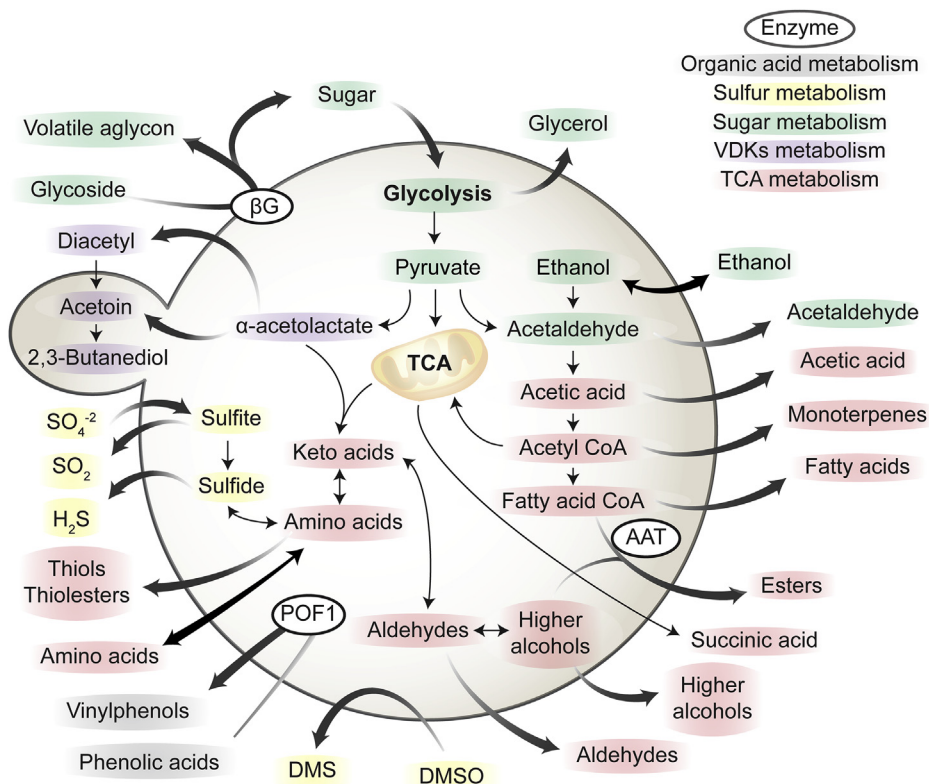 Enzyme
Organic acid metabolism
Sulfur metabolism
Sugar metabolism
VDKs metabolism
TCA metabolism
Sugar
Volatile aglycon
Glycerol
Glycoside
βG
Glycolysis
Diacetyl
Pyruvate
Ethanol
Ethanol
Acetoin
α-acetolactate
Acetaldehyde
Acetaldehyde
2,3-Butanediol
TCA
Acetic acid
Acetic acid
SO₄⁻²
Sulfite
Monoterpenes
Keto acids
Acetyl CoA
SO₂
Sulfide
Fatty acids
Fatty acid CoA
H₂S
Amino acids
AAT
Thiols
Thiolesters
Esters
POF1
Aldehydes
Higher
alcohols
Succinic acid
Amino acids
Higher
alcohols
Vinylphenols
Phenolic acids
DMS
DMSO
Aldehydes